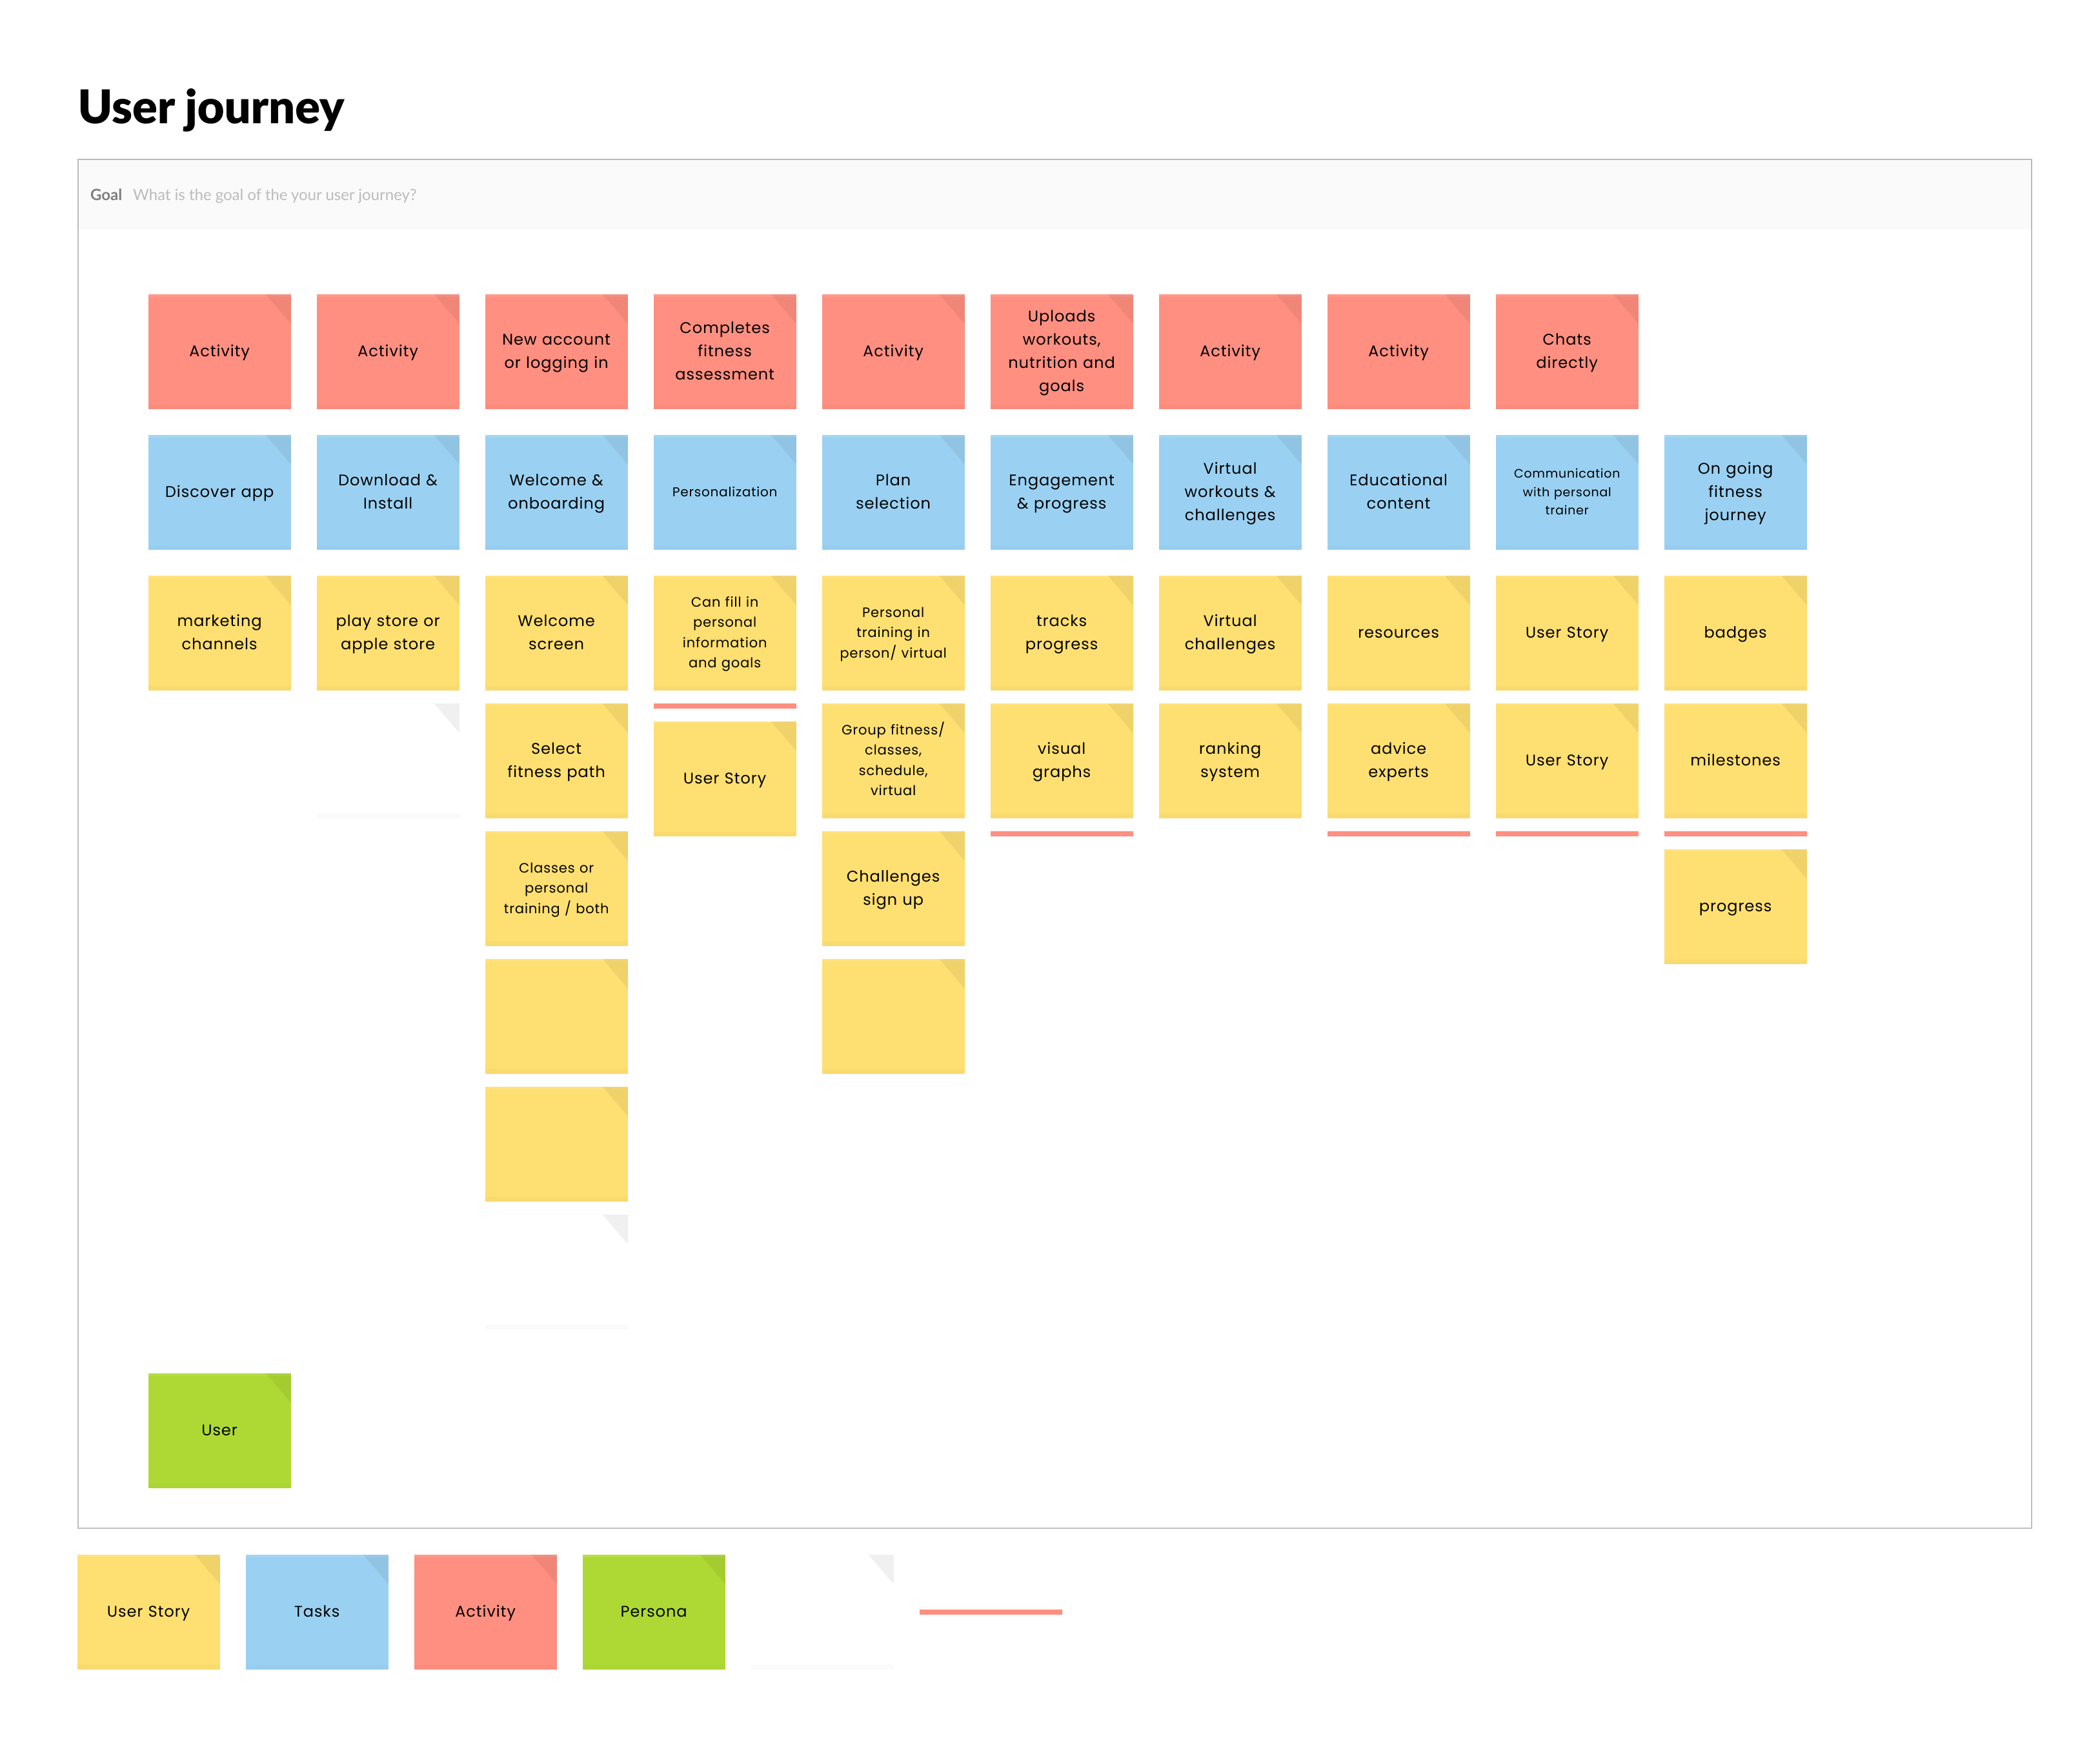 User journey
Goal What is the goal of the your user journey?
Activity
Activity
New account
or logging in
Completes
fitness
assessment
Activity
Uploads
workouts,
nutrition and
goals
Activity
Activity
Chats
directly
Discover app
Download &
Install
Welcome &
onboarding
Personalization
Plan
selection
Engagement
& progress
Virtual
workouts &
challenges
Educational
content
Communication
with personal
trainer
On going
fitness
journey
marketing
channels
play store or
apple store
Welcome
screen
Can fill in
personal
information
and goals
Personal
training in
person/ virtual
tracks
progress
Virtual
challenges
resources
User Story
badges
Select
fitness path
User Story
Group fitness/
classes,
schedule,
virtual
visual
graphs
ranking
system
advice
experts
User Story
milestones
Classes or
personal
training / both
Challenges
sign up
progress
User
User Story
Tasks
Activity
Persona